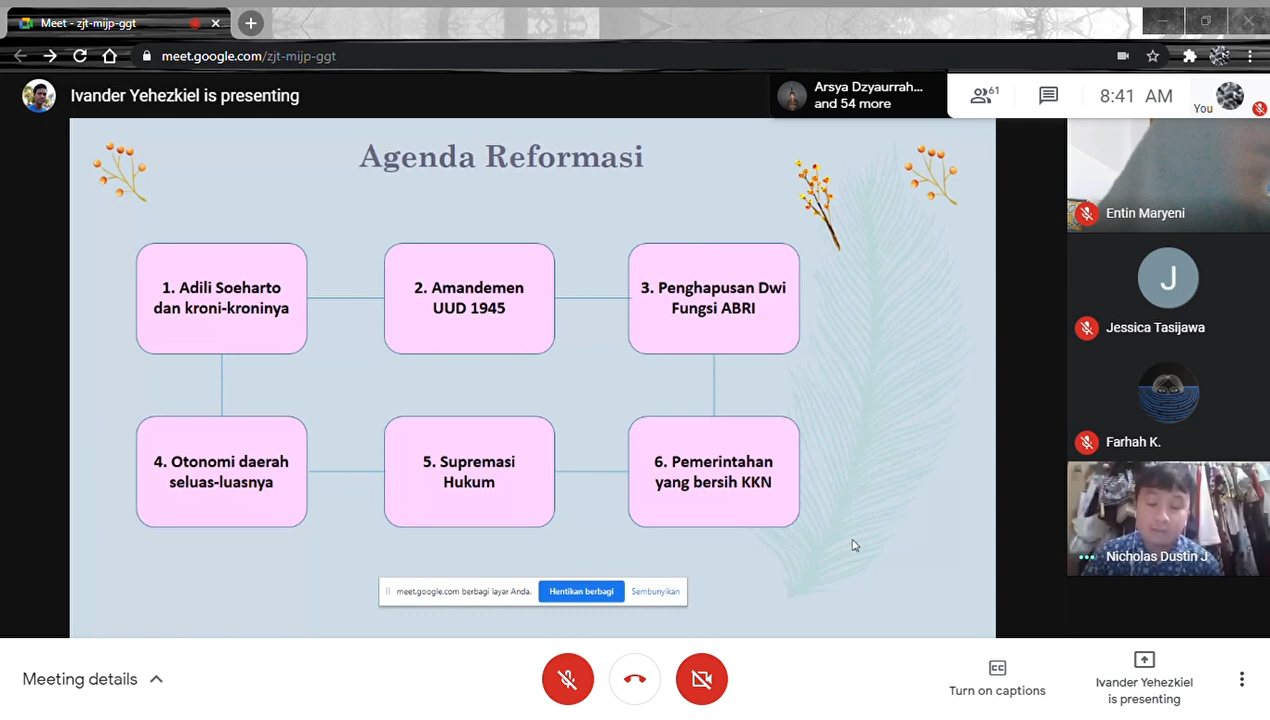 Meet - zjt-mijp-ggt
meet.google.com/zjt-mijp-ggt
Ivander Yehezkiel is presenting
Arsya Dzyaurrah...
and 54 more
61
8:41 AM
You
Agenda Reformasi
1. Adili Soeharto
dan kroni-kroninya
2. Amandemen
UUD 1945
3. Penghapusan Dwi
Fungsi ABRI
4. Otonomi daerah
seluas-luasnya
5. Supremasi
Hukum
6. Pemerintahan
yang bersih KKN
meet.google.com berbagi layar Anda.
Hentikan berbagi
Sembunyikan
Entin Maryeni
J
Jessica Tasijawa
Farhah K.
Nicholas Dustin J.
Meeting details
CC
Turn on captions
Ivander Yehezkiel
is presenting